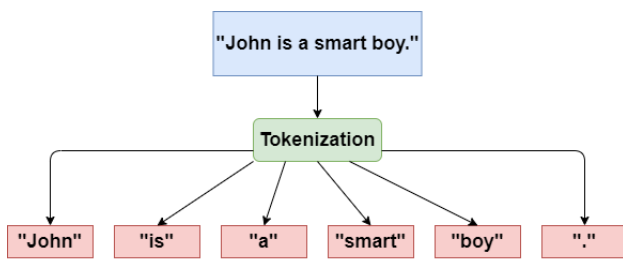 "John is a smart boy."
Tokenization
"John"
"is"
"a"
"smart"
"boy"
"."